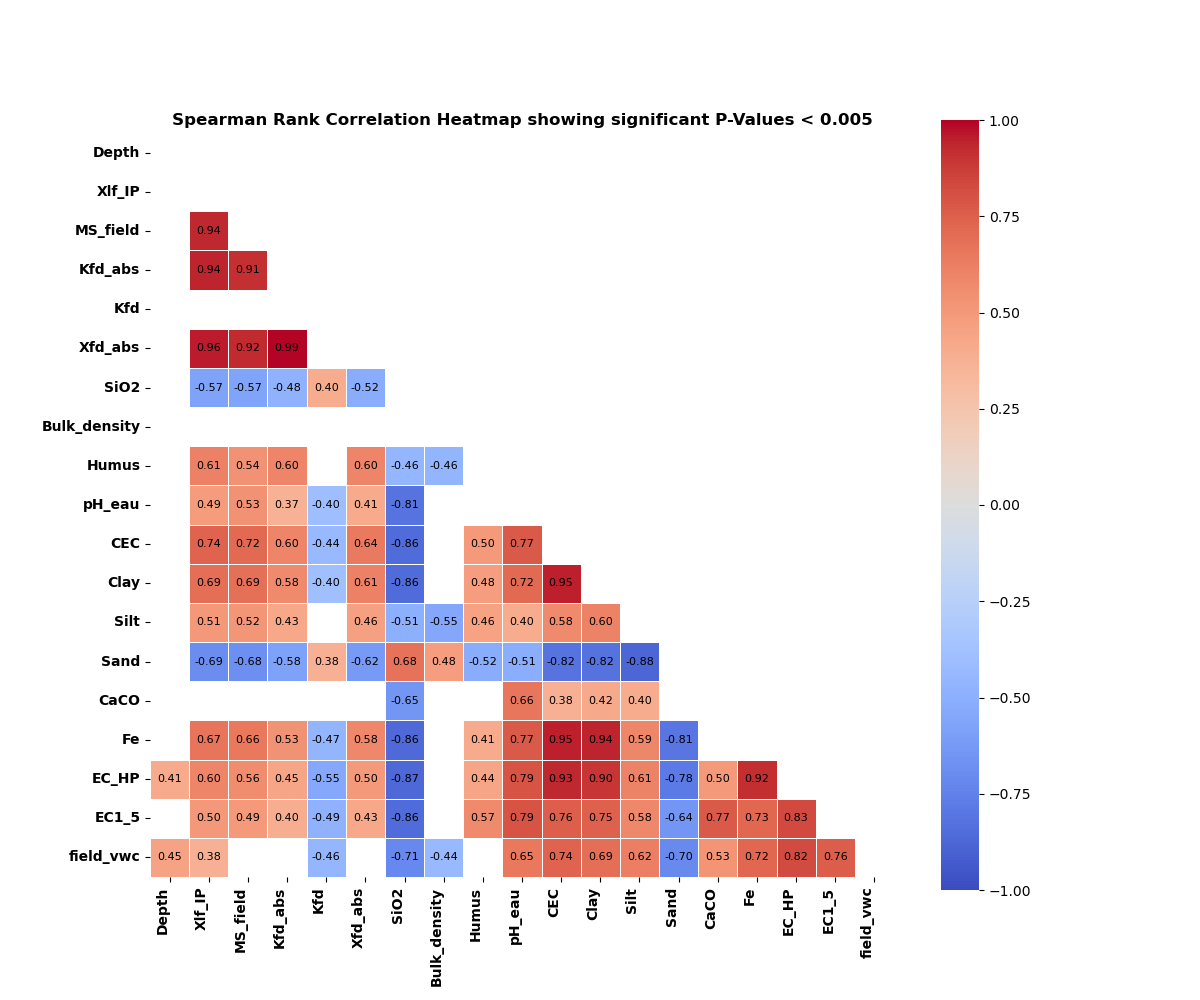 Spearman Rank Correlation Heatmap showing significant P-Values < 0.005
Depth
Xlf_IP
MS_field 0.94
Kfd_abs 0.94 0.91
Kfd
Xfd_abs 0.96 0.92 0.99
SiO2 -0.57 -0.57 -0.48 0.40 -0.52
Bulk_density
Humus 0.61 0.54 0.60 0.60 -0.46 -0.46
pH_eau 0.49 0.53 0.37 -0.40 0.41 -0.81
CEC 0.74 0.72 0.60 -0.44 0.64 -0.86 0.50 0.77
Clay 0.69 0.69 0.58 -0.40 0.61 -0.86 0.48 0.72 0.95
Silt 0.51 0.52 0.43 0.46 -0.51 -0.55 0.46 0.40 0.58 0.60
Sand -0.69 -0.68 -0.58 0.38 -0.62 0.68 0.48 -0.52 -0.51 -0.82 -0.82 -0.88
CaCO -0.65 0.66 0.38 0.42 0.40
Fe 0.67 0.66 0.53 -0.47 0.58 -0.86 0.41 0.77 0.95 0.94 0.59 -0.81
EC_HP 0.41 0.60 0.56 0.45 -0.55 0.50 -0.87 0.44 0.79 0.93 0.90 0.61 -0.78 0.50 0.92
EC1_5 0.50 0.49 0.40 -0.49 0.43 -0.86 0.57 0.79 0.76 0.75 0.58 -0.64 0.77 0.73 0.83
field_vwc 0.45 0.38 -0.46 -0.71 -0.44 0.65 0.74 0.69 0.62 -0.70 0.53 0.72 0.82 0.76
Depth
Xlf_IP
MS_field
Kfd_abs
Kfd
Xfd_abs
SiO2
Bulk_density
Humus
pH_eau
CEC
Clay
Silt
Sand
CaCO
Fe
EC_HP
EC1_5
field_vwc
1.00
0.75
0.50
0.25
0.00
−0.25
−0.50
−0.75
−1.00